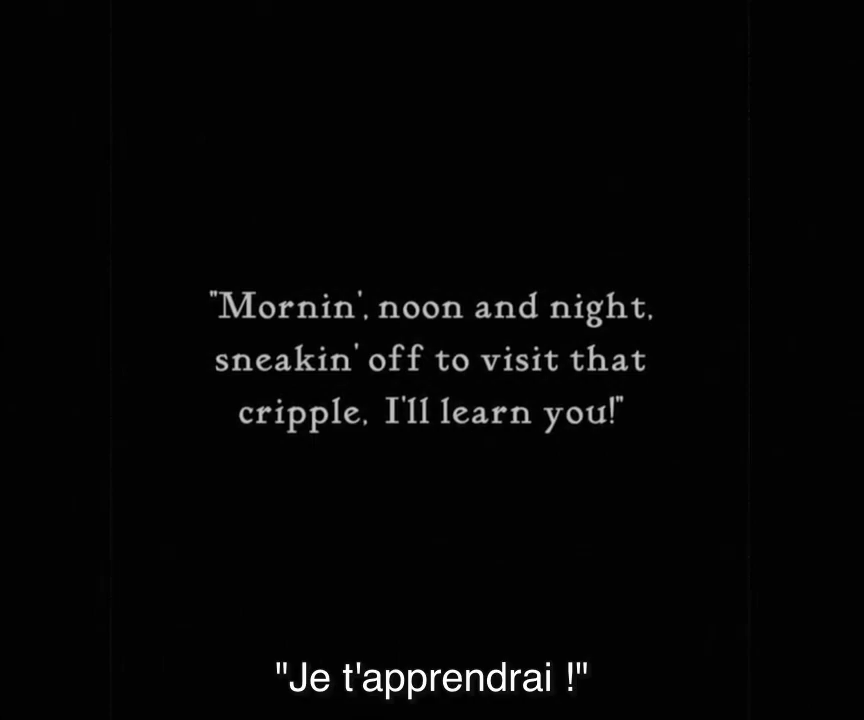 "Mornin', noon and night,
sneakin' off to visit that
cripple, I'll learn you!"
"Je t'apprendrai !"